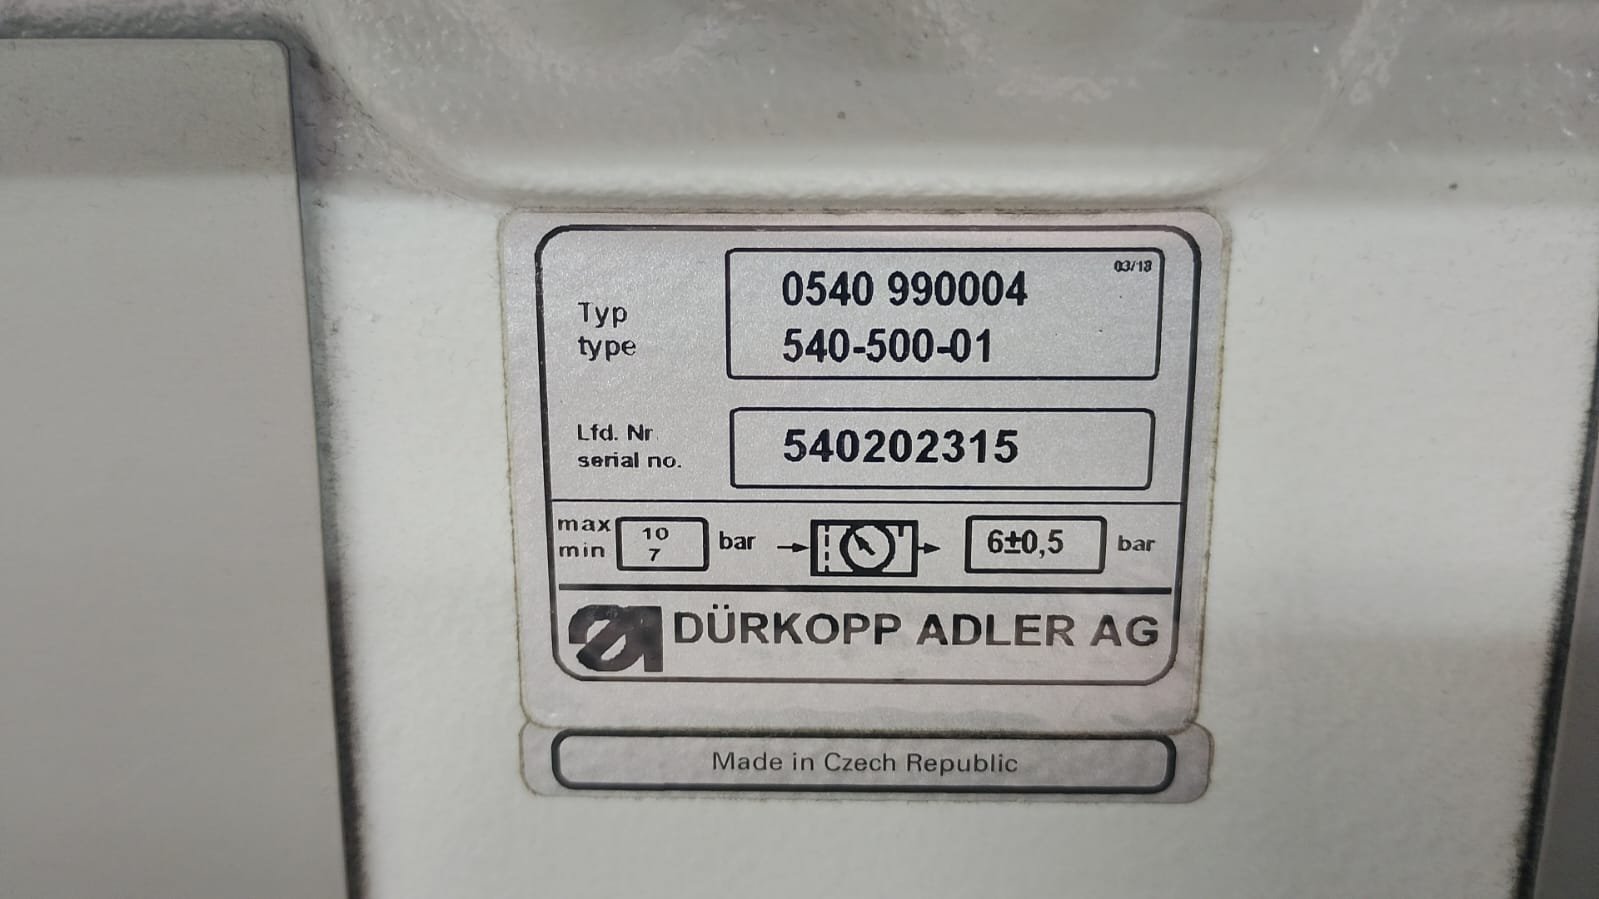 03/13
0540 990004
Typ
type
540-500-01
Lfd. Nr.
serial no.
540202315
max
min
10
7
bar
6±0,5
bar
DÜRKOPP ADLER AG
Made in Czech Republic